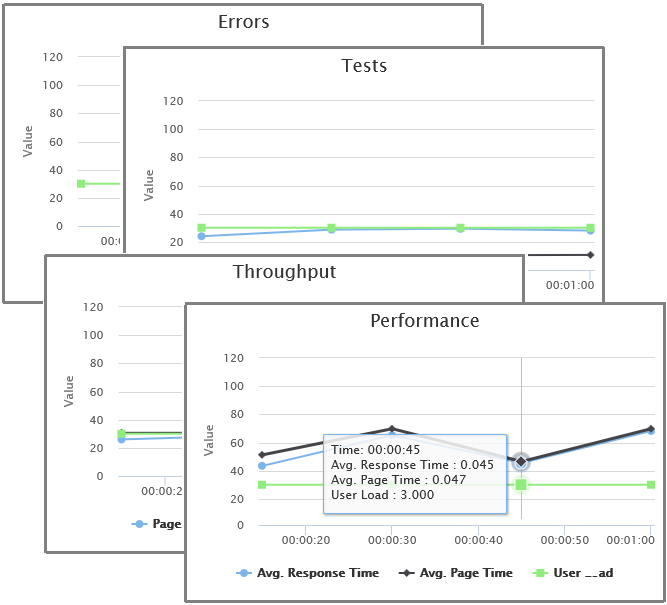 Errors
120
100
80
60
40
20
0
Value
Tests
120
100
80
60
40
20
Value
00:01:00
Throughput
120
100
80
60
40
20
0
Value
Page
Performance
120
100
80
60
40
20
0
Value
Time: 00:00:45
Avg. Response Time : 0.045
Avg. Page Time : 0.047
User Load : 3.000
00:00:20 00:00:30 00:00:40 00:00:50 00:01:00
Avg. Response Time Avg. Page Time User